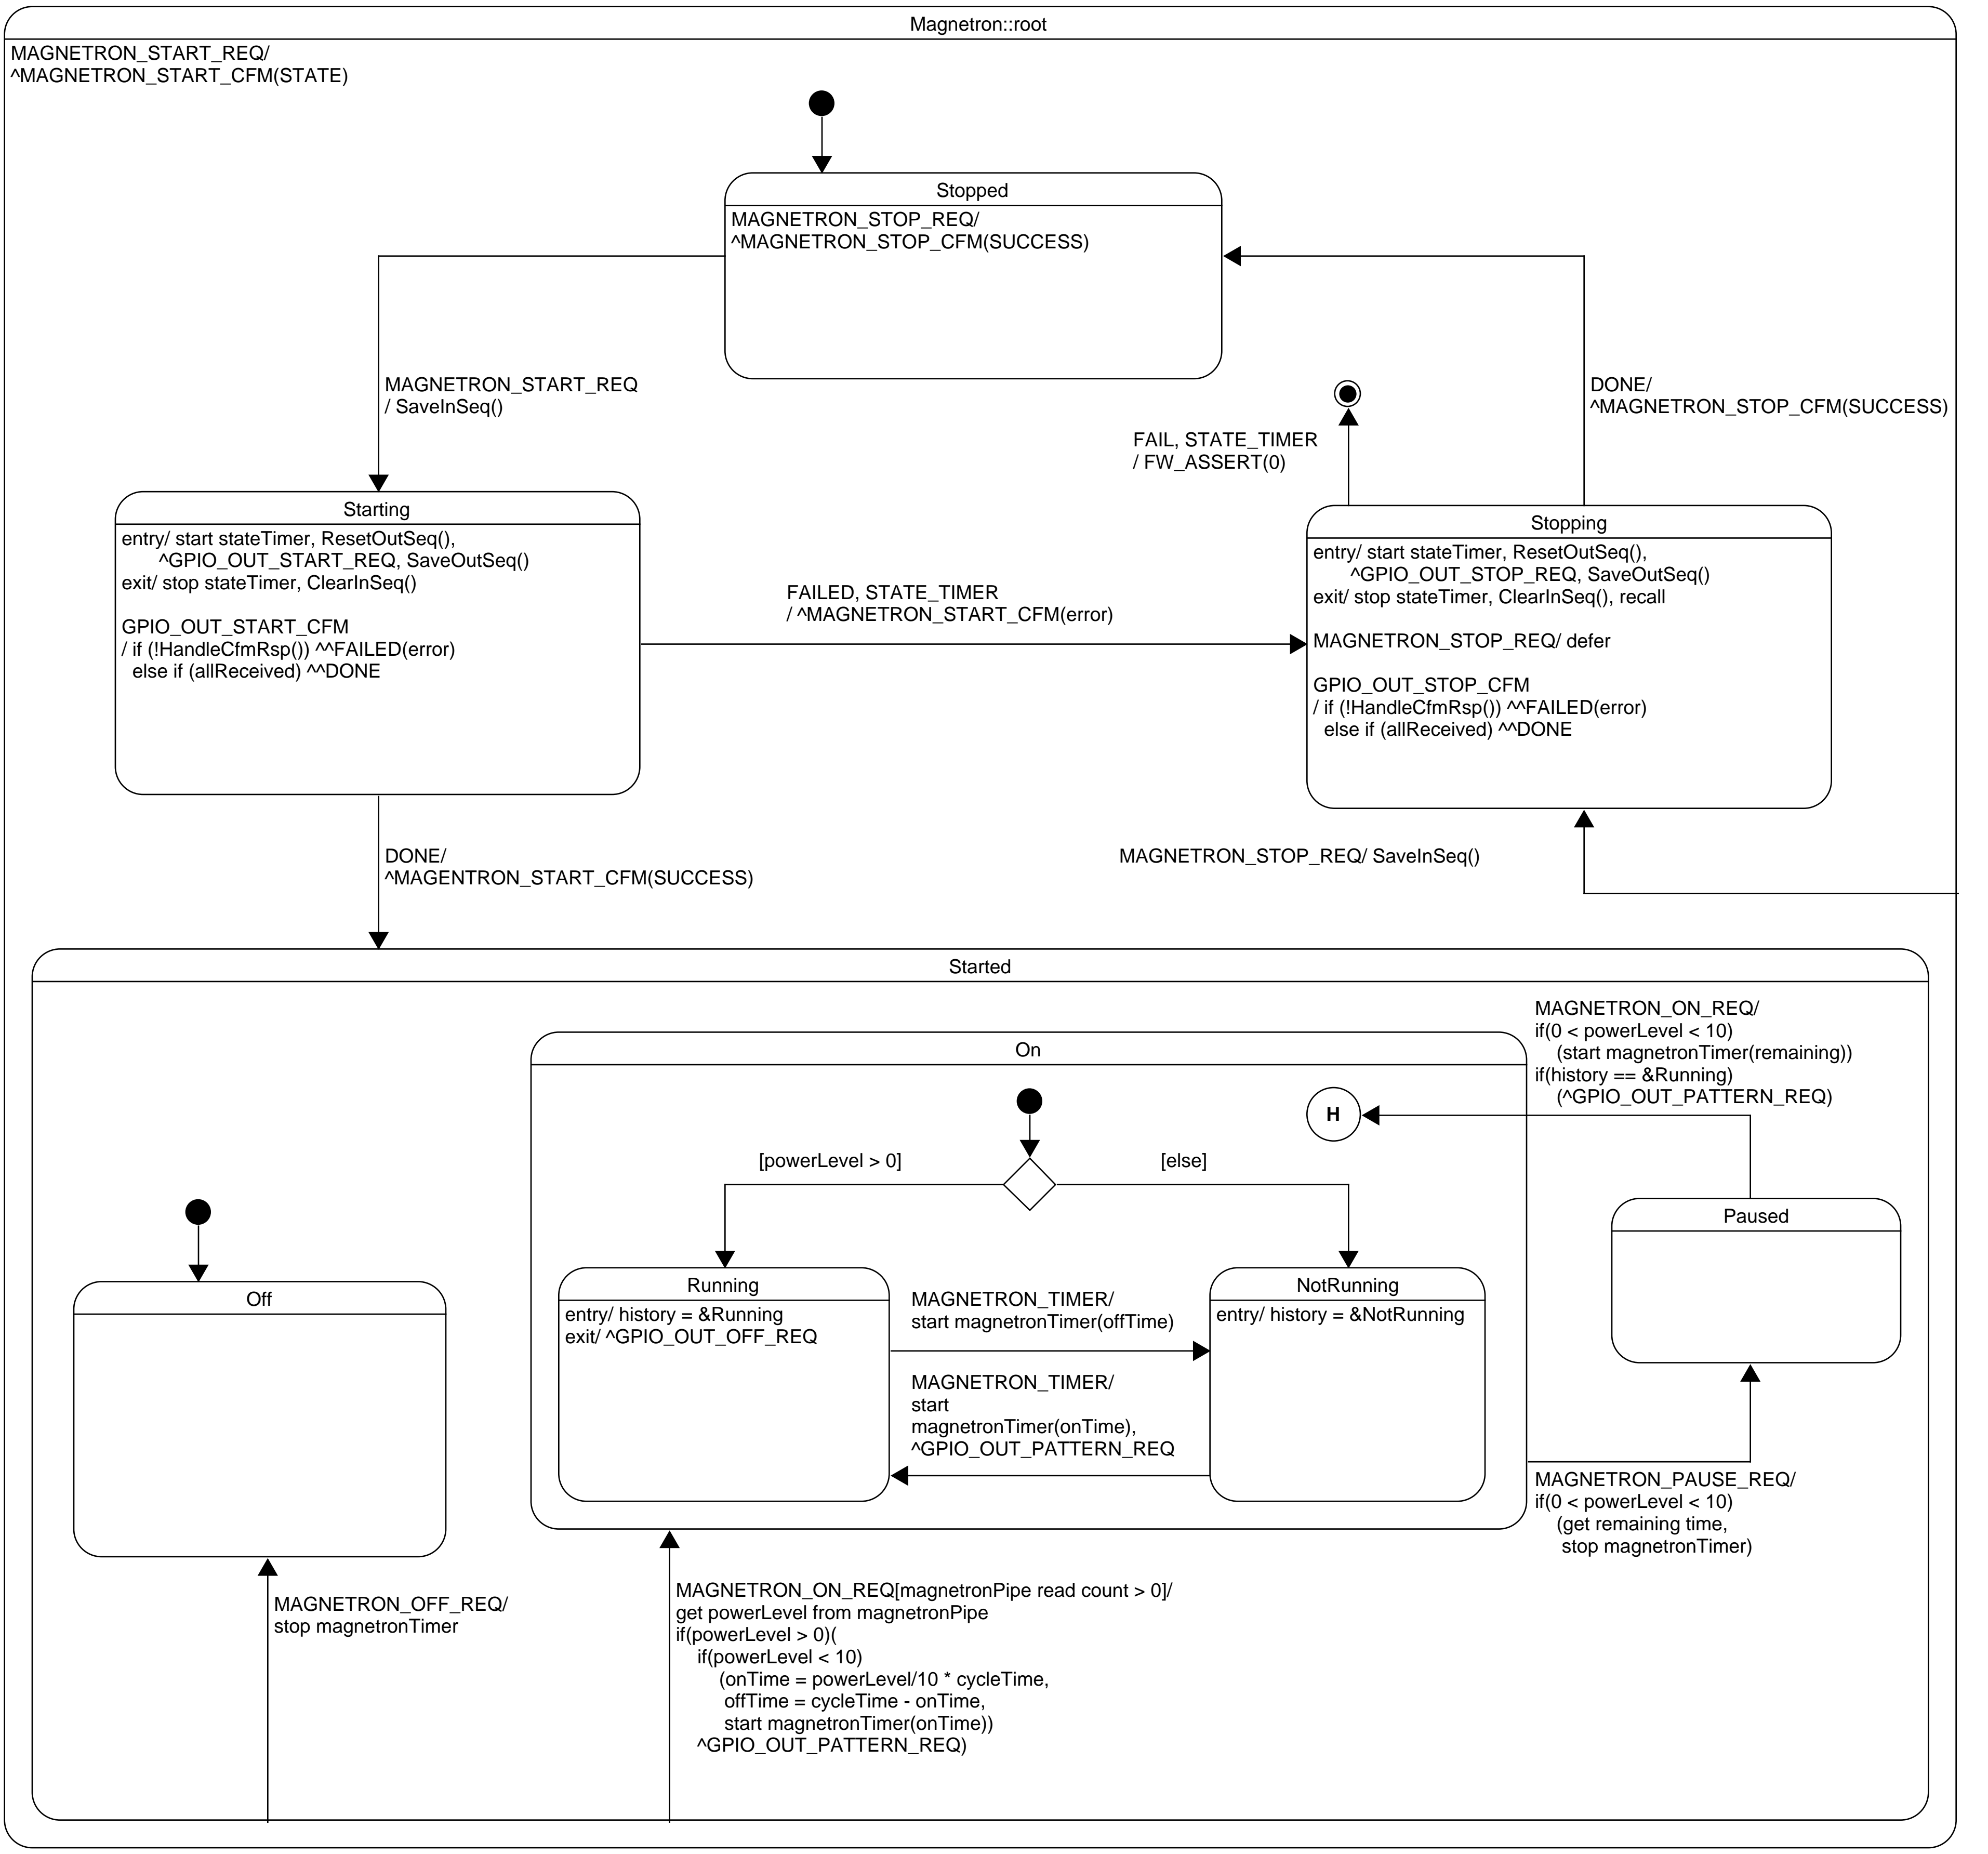 Magnetron::root
MAGNETRON_START_REQ/
^MAGNETRON_START_CFM(STATE)
Stopped
MAGNETRON_STOP_REQ/
^MAGNETRON_STOP_CFM(SUCCESS)
MAGNETRON_START_REQ
/ SaveInSeq()
DONE/
^MAGNETRON_STOP_CFM(SUCCESS)
FAIL, STATE_TIMER
/ FW_ASSERT(0)
Starting
entry/ start stateTimer, ResetOutSeq(),
^GPIO_OUT_START_REQ, SaveOutSeq()
exit/ stop stateTimer, ClearInSeq()
GPIO_OUT_START_CFM
/ if (!HandleCfmRsp()) ^^FAILED(error)
else if (allReceived) ^^DONE
FAILED, STATE_TIMER
/ ^MAGNETRON_START_CFM(error)
Stopping
entry/ start stateTimer, ResetOutSeq(),
^GPIO_OUT_STOP_REQ, SaveOutSeq()
exit/ stop stateTimer, ClearInSeq(), recall
MAGNETRON_STOP_REQ/ defer
GPIO_OUT_STOP_CFM
/ if (!HandleCfmRsp()) ^^FAILED(error)
else if (allReceived) ^^DONE
DONE/
^MAGENTRON_START_CFM(SUCCESS)
MAGNETRON_STOP_REQ/ SaveInSeq()
Started
On
MAGNETRON_ON_REQ/
if(0 < powerLevel < 10)
(start magnetronTimer(remaining))
if(history == &Running)
(^GPIO_OUT_PATTERN_REQ)
H
[powerLevel > 0]
[else]
Paused
Off
Running
entry/ history = &Running
exit/ ^GPIO_OUT_OFF_REQ
MAGNETRON_TIMER/
start magnetronTimer(offTime)
MAGNETRON_TIMER/
start
magnetronTimer(onTime),
^GPIO_OUT_PATTERN_REQ
NotRunning
entry/ history = &NotRunning
MAGNETRON_PAUSE_REQ/
if(0 < powerLevel < 10)
(get remaining time,
stop magnetronTimer)
MAGNETRON_OFF_REQ/
stop magnetronTimer
MAGNETRON_ON_REQ[magnetronPipe read count > 0]/
get powerLevel from magnetronPipe
if(powerLevel > 0)(
if(powerLevel < 10)
(onTime = powerLevel/10 * cycleTime,
offTime = cycleTime - onTime,
start magnetronTimer(onTime))
^GPIO_OUT_PATTERN_REQ)